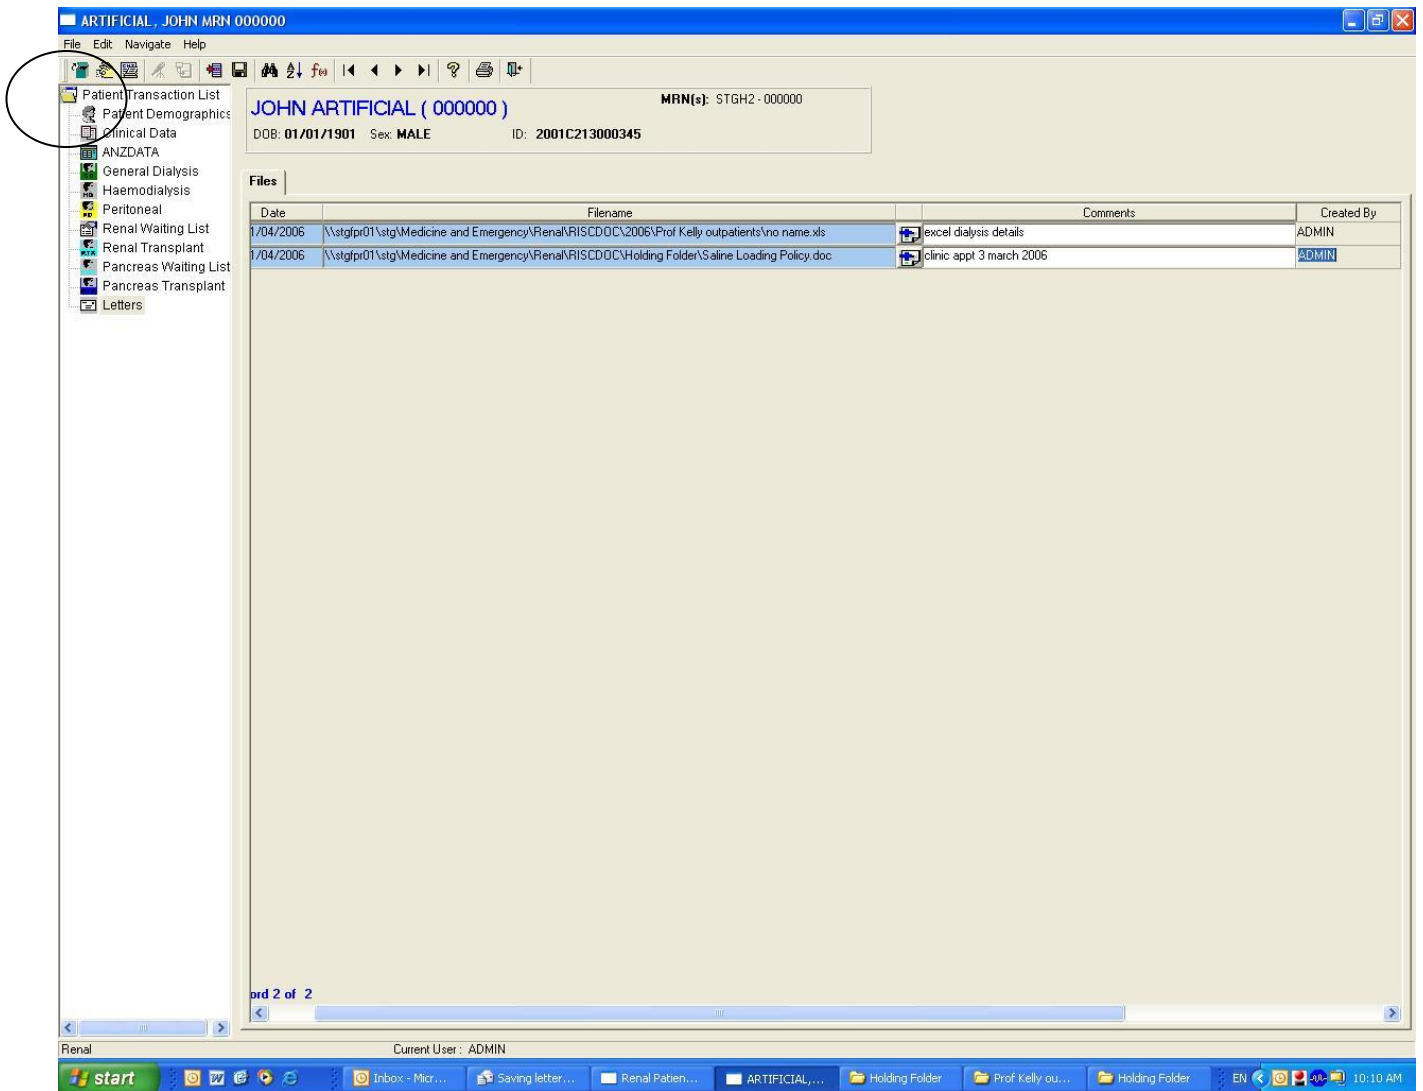 ARTIFICIAL, JOHN MRN 000000
File Edit Navigate Help
Patient Transaction List
Patient Demographics
Clinical Data
ANZDATA
General Dialysis
Haemodialysis
Peritoneal
Renal Waiting List
Renal Transplant
Pancreas Waiting List
Pancreas Transplant
Letters
JOHN ARTIFICIAL ( 000000 ) MRN(s): STGH2 - 000000
DOB: 01/01/1901 Sex: MALE ID: 2001C213000345
Files
Date Filename Comments Created By
1/04/2006 \\stgfpr01\stg\Medicine and Emergency\Renal\RISCDOC\2006\Prof Kelly outpatients\no name.xls excel dialysis details ADMIN
1/04/2006 \\stgfpr01\stg\Medicine and Emergency\Renal\RISCDOC\Holding Folder\Saline Loading Policy.doc clinic appt 3 march 2006 ADMIN
ord 2 of 2
Renal Current User : ADMIN
start Inbox - Micr... Saving letter... Renal Patien... ARTIFICIAL,... Holding Folder Prof Kelly ou... Holding Folder EN 10:10 AM